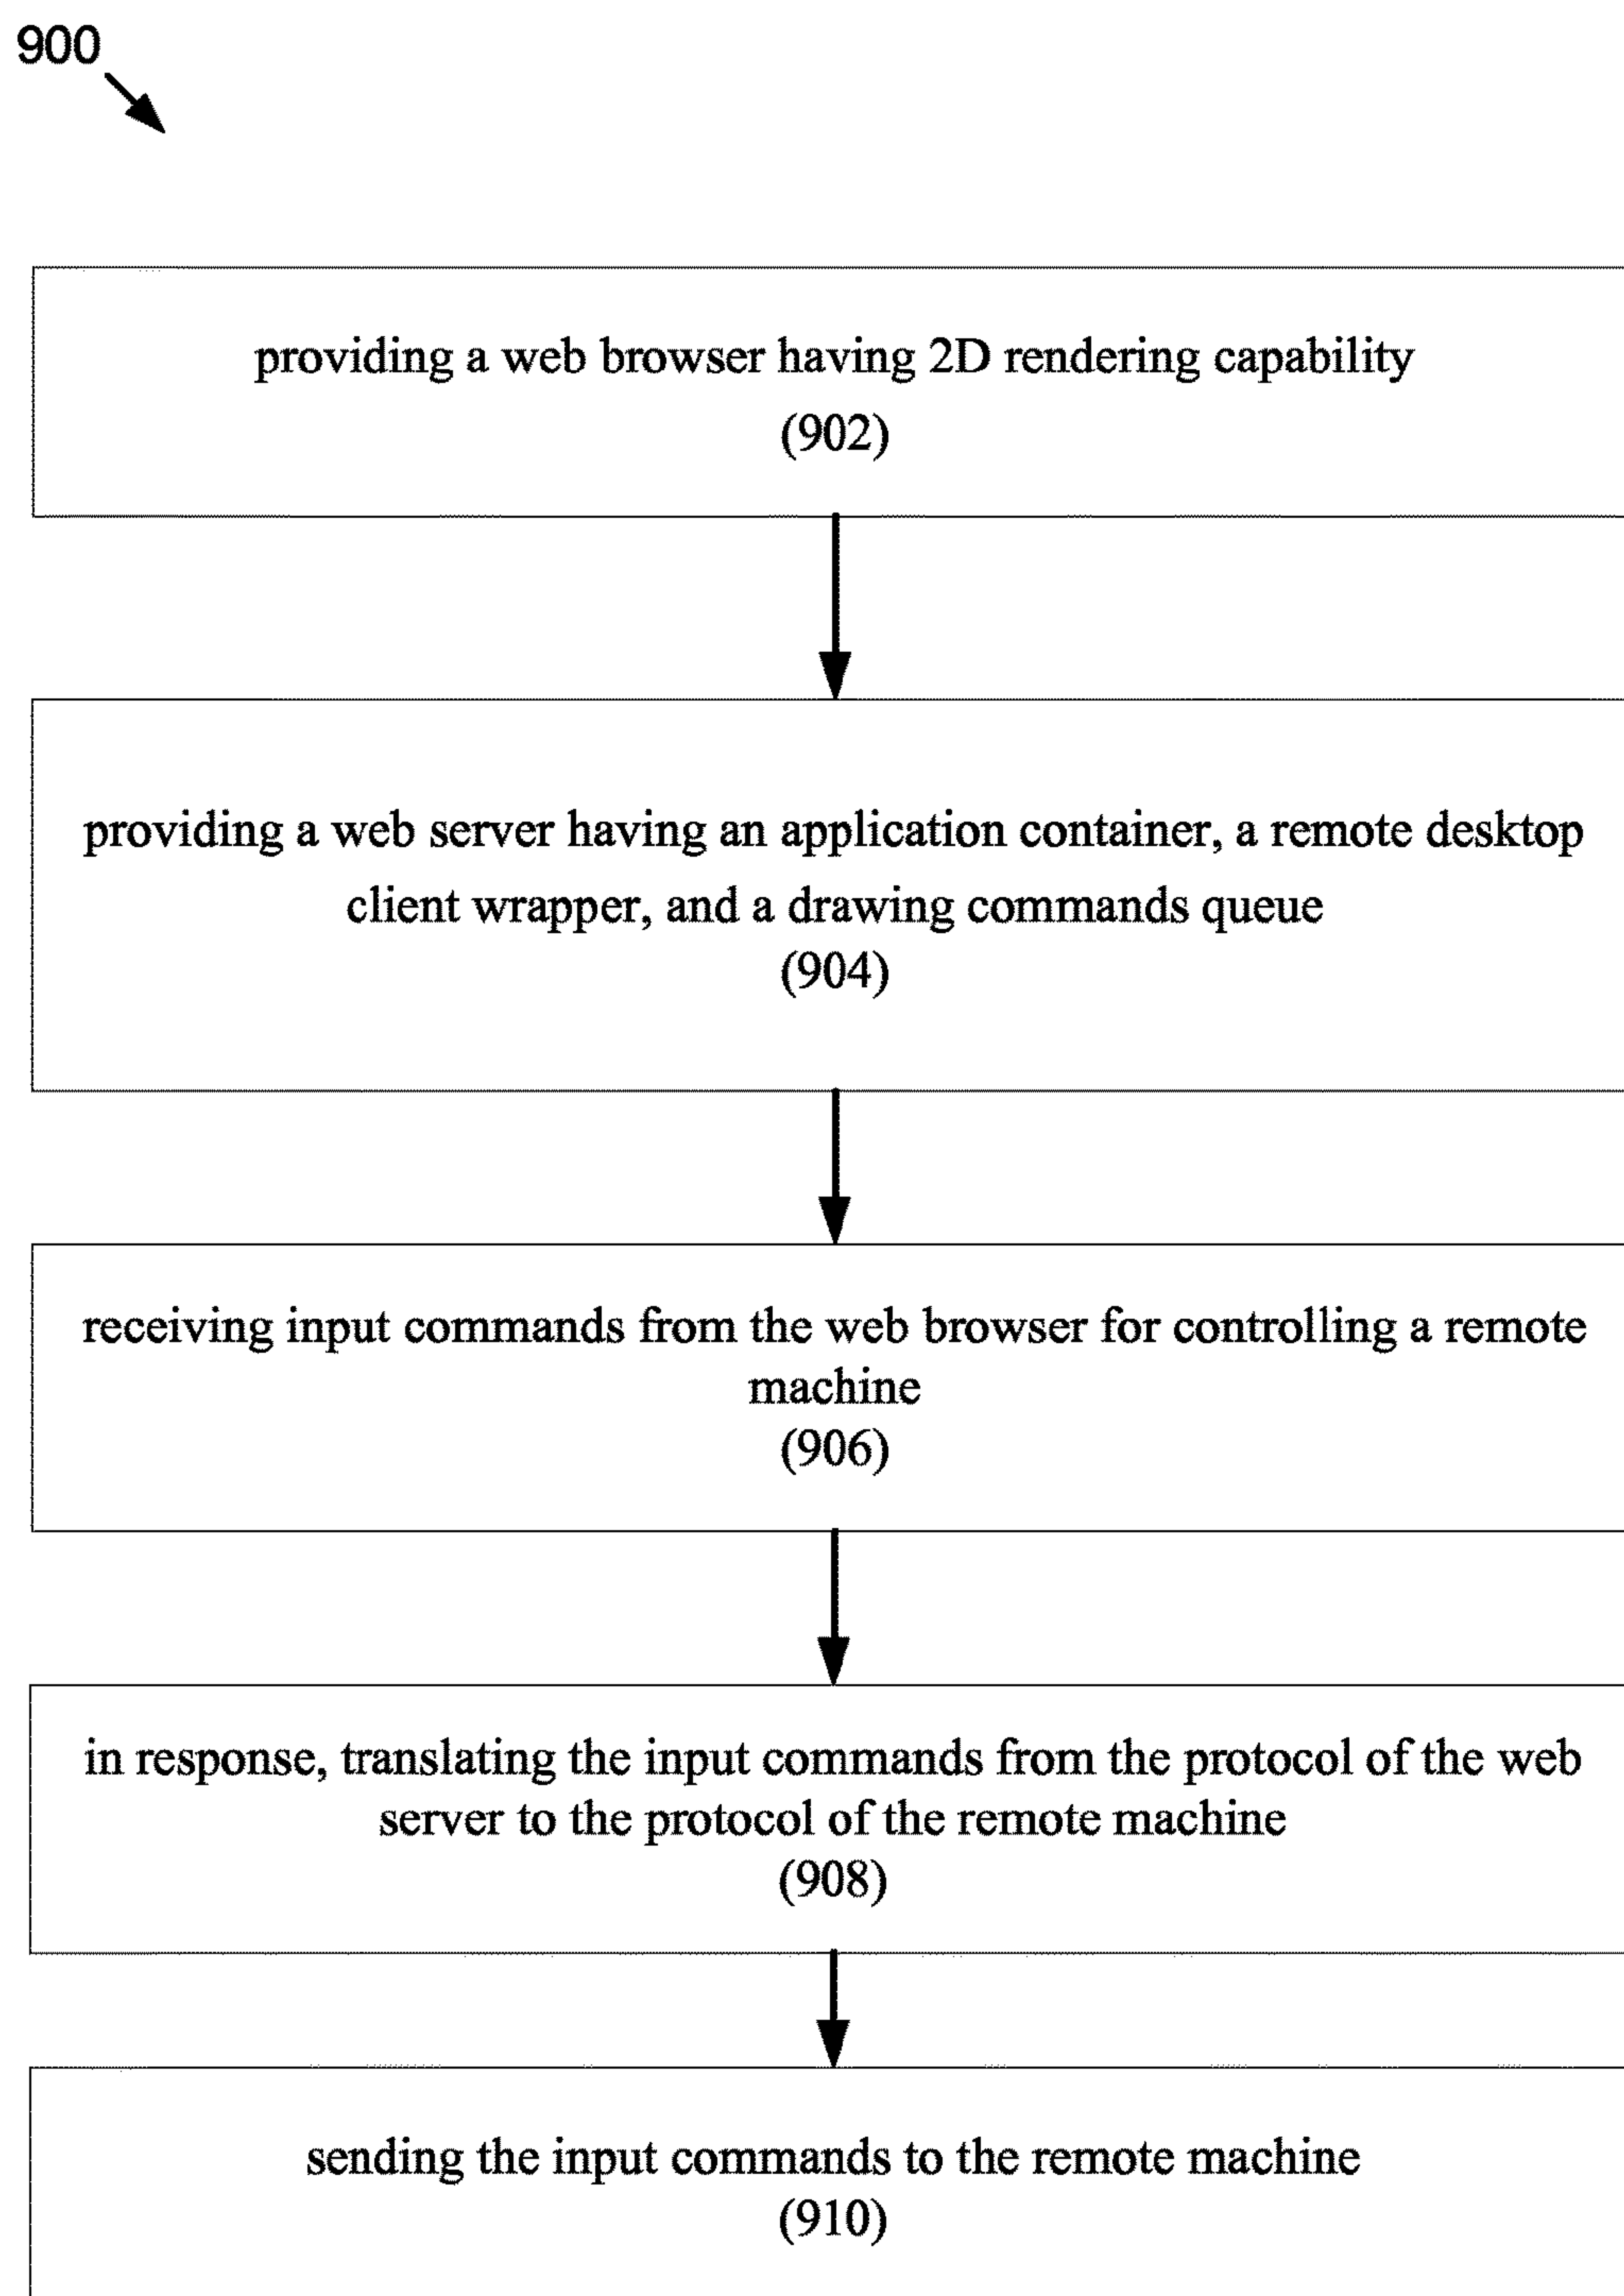 900
providing a web browser having 2D rendering capability
(902)
providing a web server having an application container, a remote desktop
client wrapper, and a drawing commands queue
(904)
receiving input commands from the web browser for controlling a remote
machine
(906)
in response, translating the input commands from the protocol of the web
server to the protocol of the remote machine
(908)
sending the input commands to the remote machine
(910)